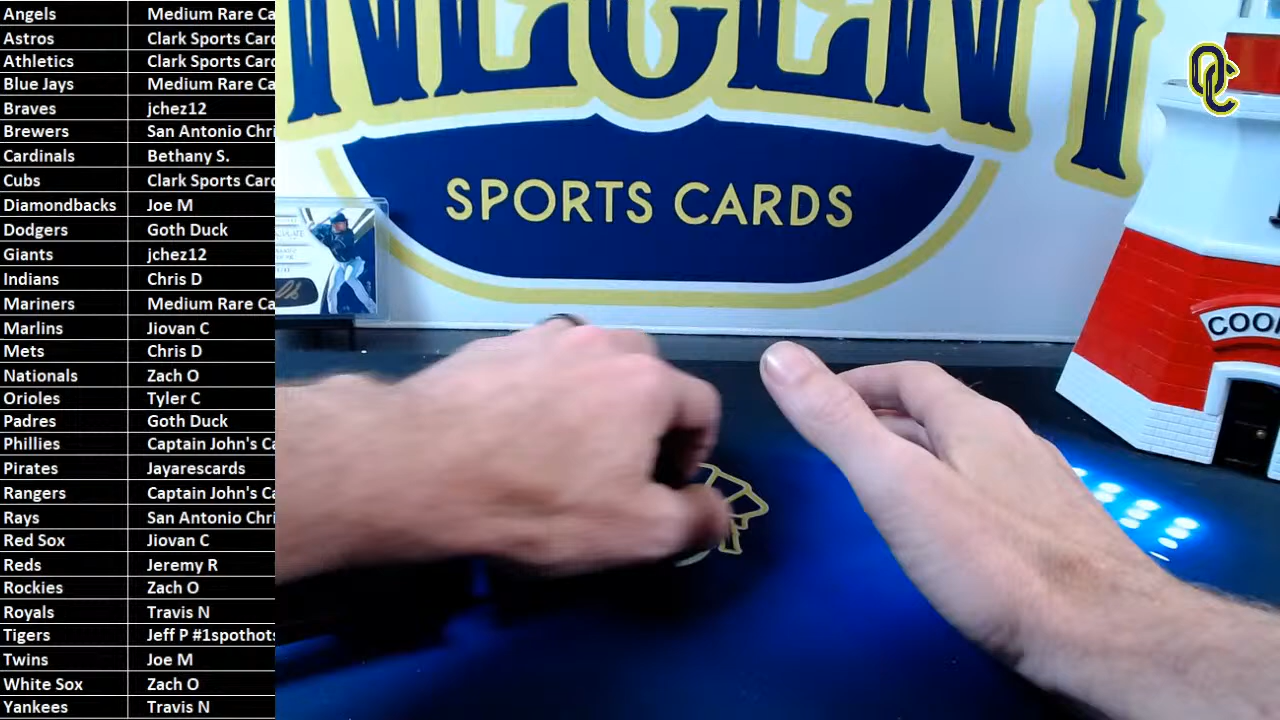 Angels Medium Rare Ca
Astros Clark Sports Card
Athletics Clark Sports Card
Blue Jays Medium Rare Ca
Braves jchez12
Brewers San Antonio Chri
Cardinals Bethany S.
Cubs Clark Sports Card
Diamondbacks Joe M
Dodgers Goth Duck
Giants jchez12
Indians Chris D
Mariners Medium Rare Ca
Marlins Jiovan C
Mets Chris D
Nationals Zach O
Orioles Tyler C
Padres Goth Duck
Phillies Captain John's Ca
Pirates Jayarescards
Rangers Captain John's Ca
Rays San Antonio Chri
Red Sox Jiovan C
Reds Jeremy R
Rockies Zach O
Royals Travis N
Tigers Jeff P #1spothots
Twins Joe M
White Sox Zach O
Yankees Travis N
SPORTS CARDS
OC
COO